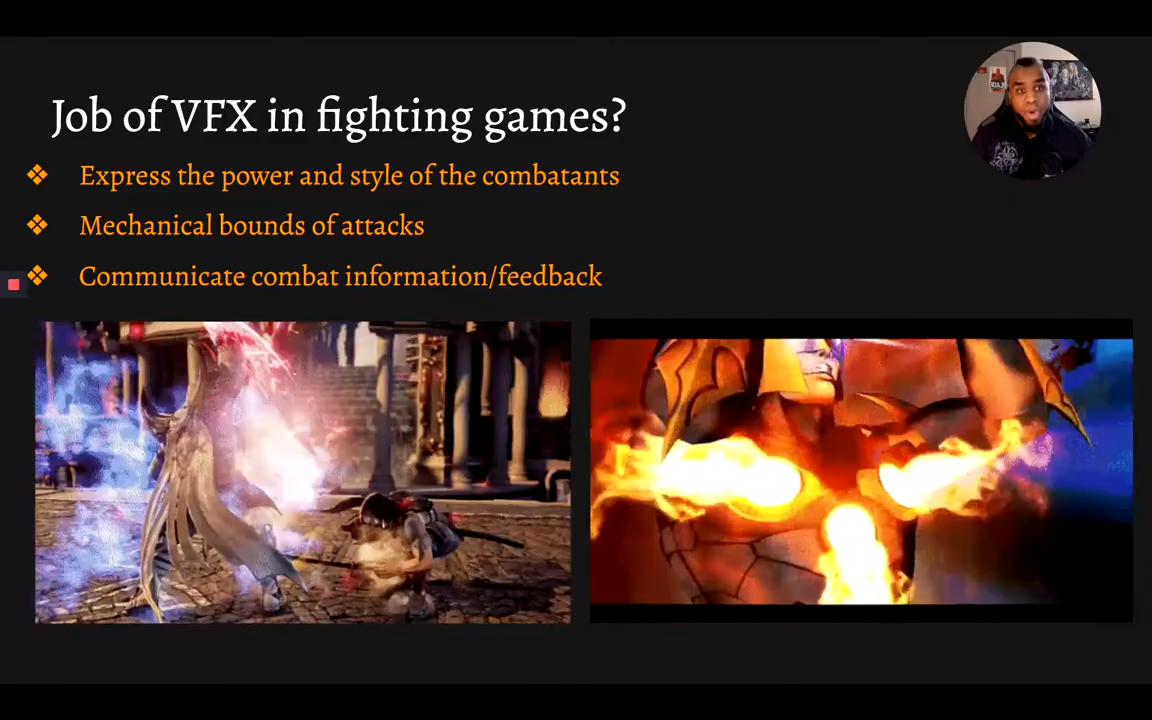 Job of VFX in fighting games?
❖ Express the power and style of the combatants
❖ Mechanical bounds of attacks
❖ Communicate combat information/feedback